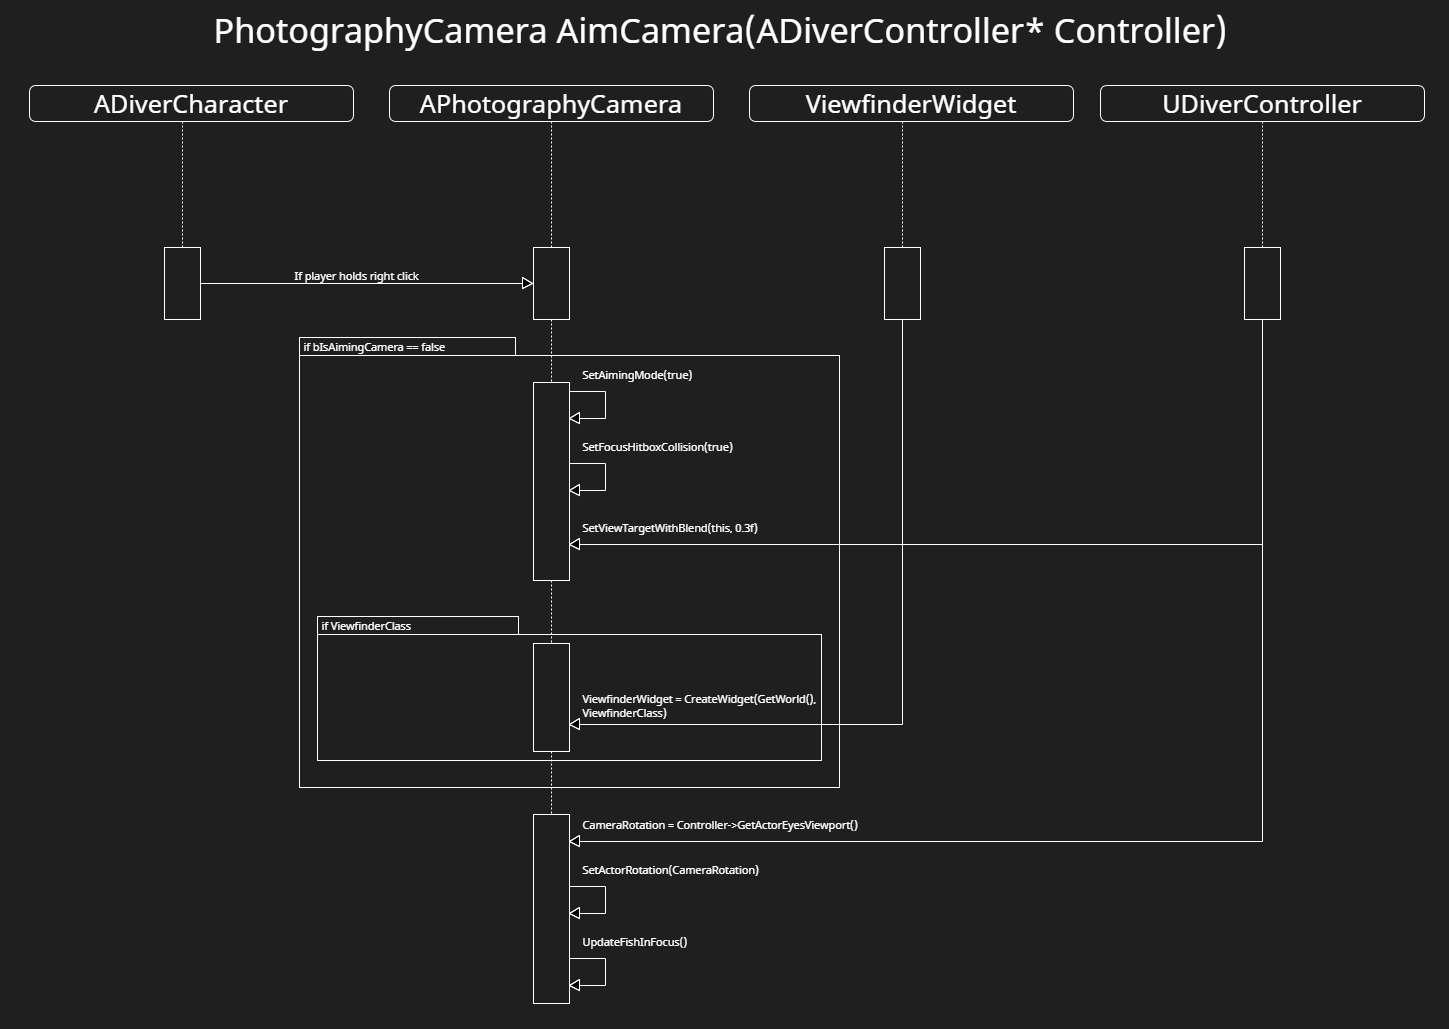 PhotographyCamera AimCamera(ADiverController* Controller)
ADiverCharacter
APhotographyCamera
ViewfinderWidget
UDiverController
If player holds right click
if bIsAimingCamera == false
SetAimingMode(true)
SetFocusHitboxCollision(true)
SetViewTargetWithBlend(this, 0.3f)
if ViewfinderClass
ViewfinderWidget = CreateWidget(GetWorld(),
ViewfinderClass)
CameraRotation = Controller->GetActorEyesViewport()
SetActorRotation(CameraRotation)
UpdateFishInFocus()